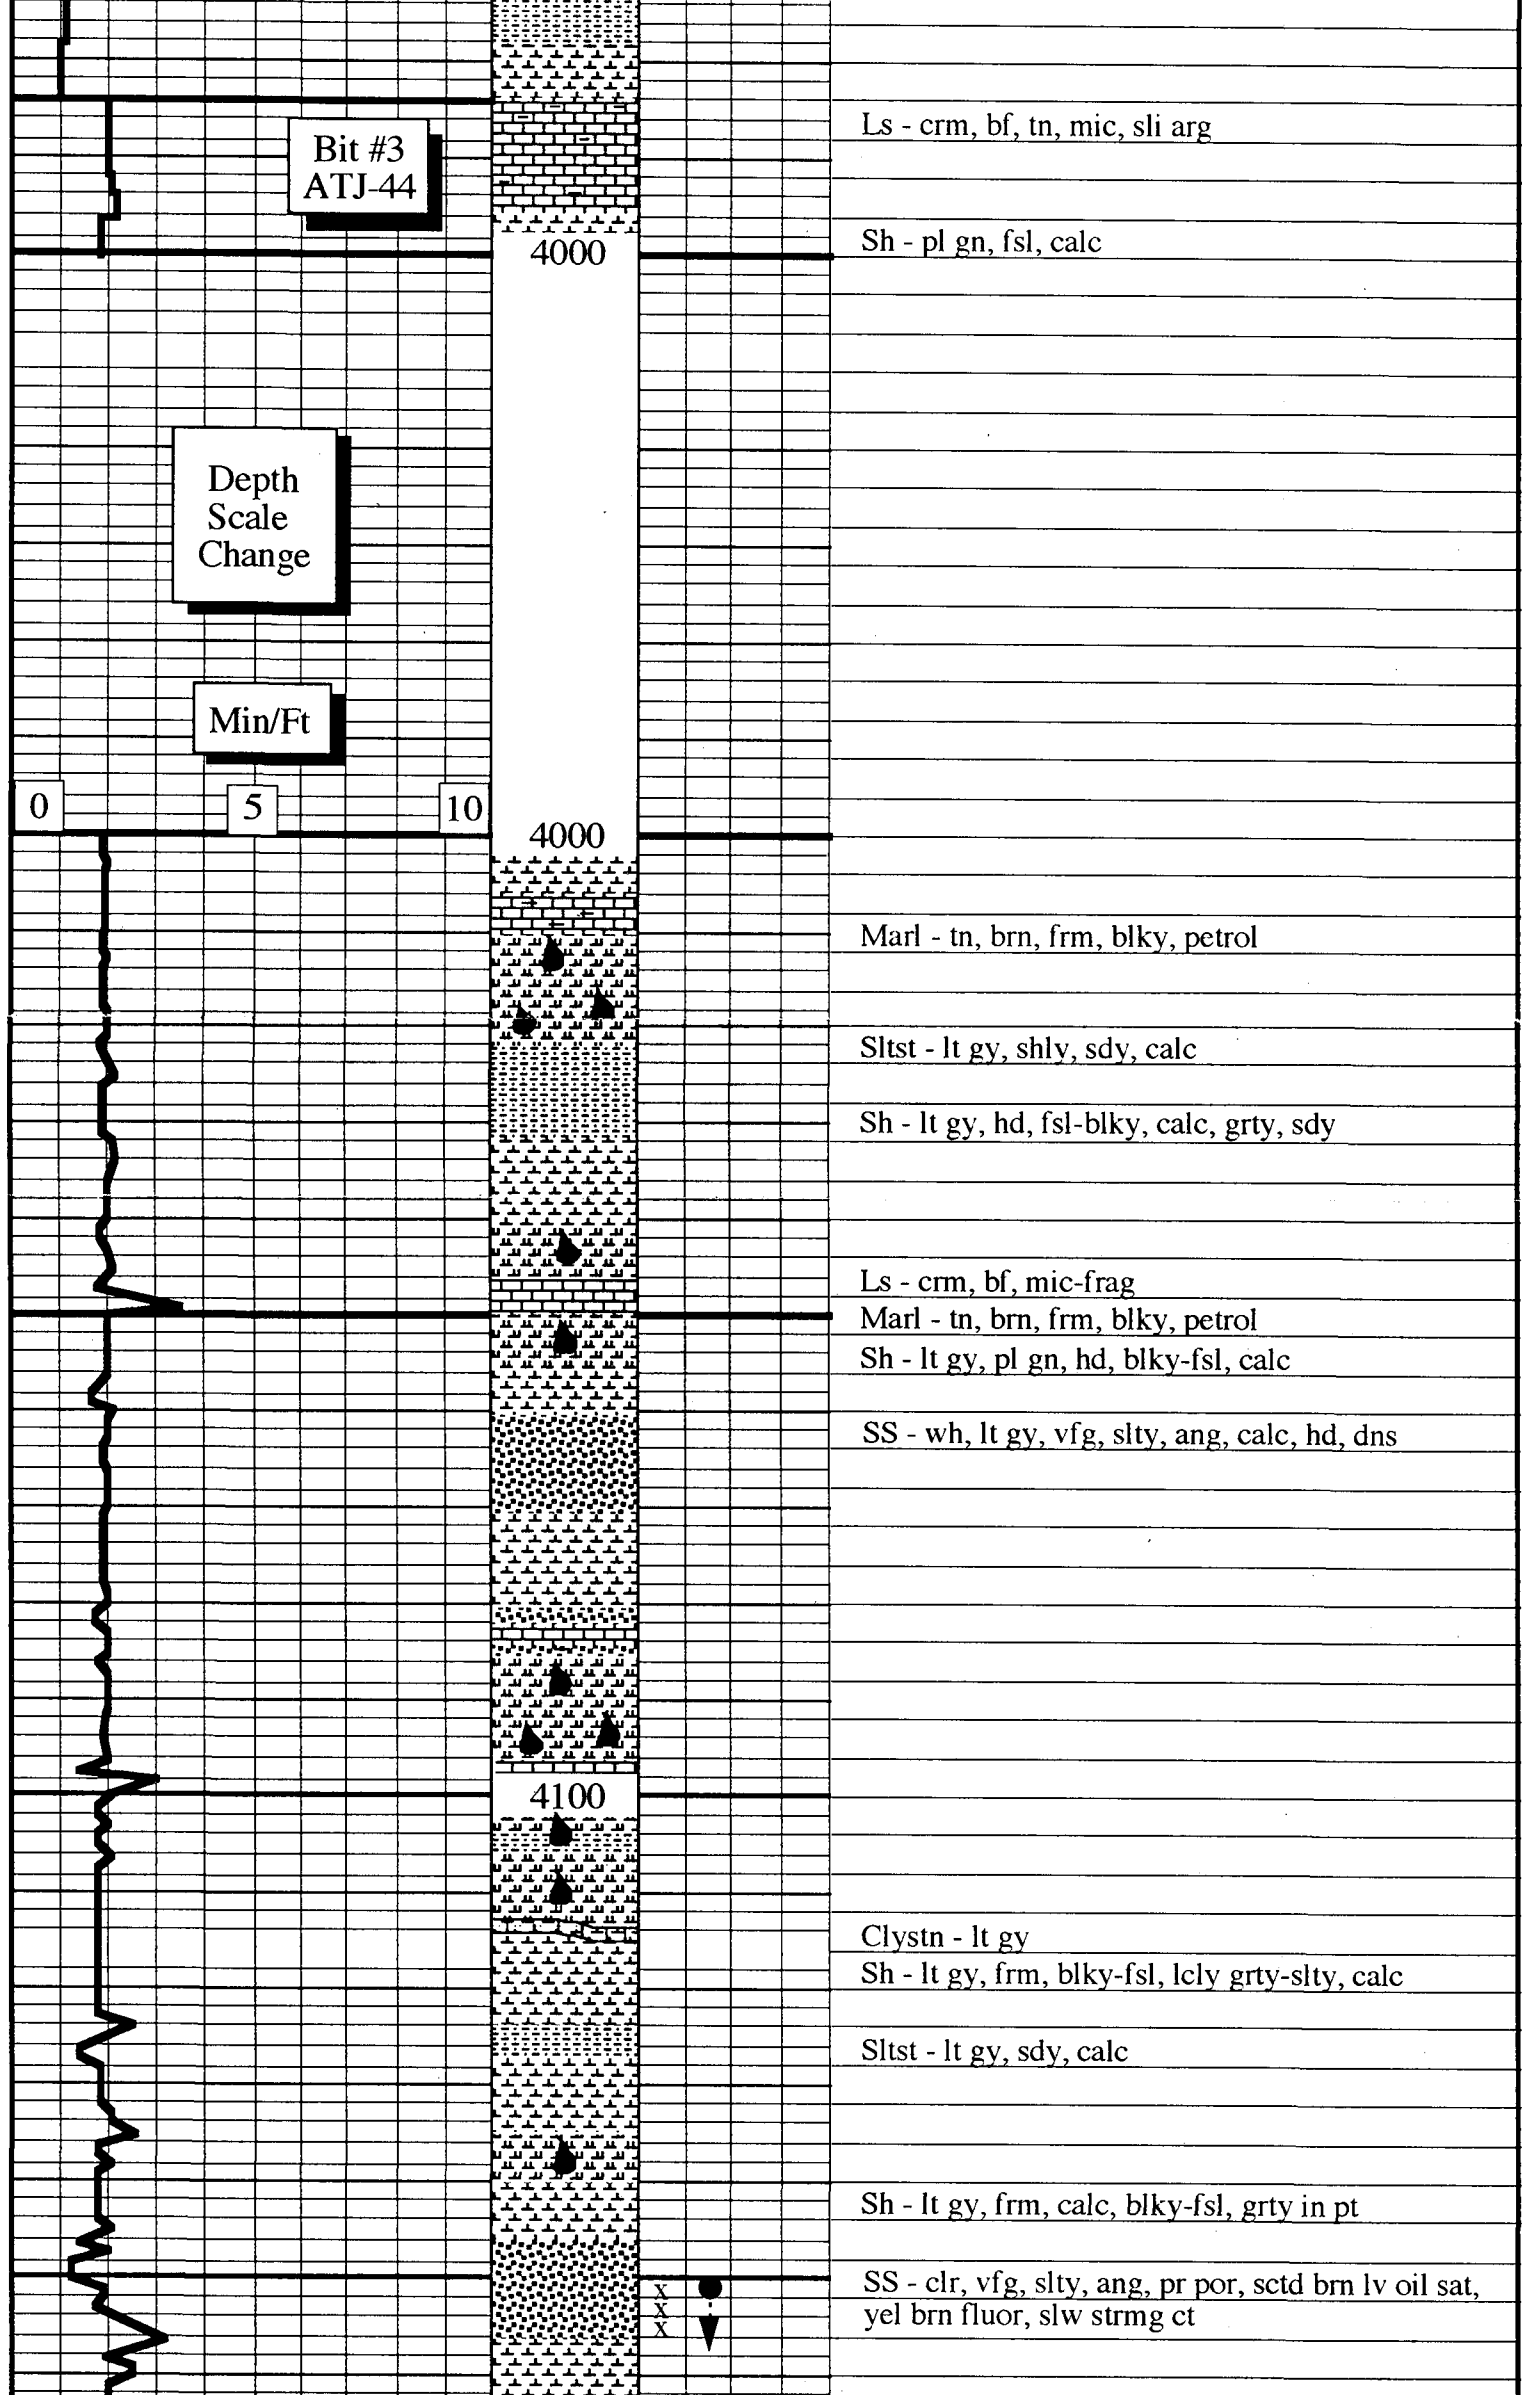 Ls - crm, bf, tn, mic, sli arg
Bit #3
ATJ-44
Sh - pl gn, fsl, calc
4000
Depth
Scale
Change
Min/Ft
0
5
10
4000
Marl - tn, brn, frm, blky, petrol
Sltst - lt gy, shly, sdy, calc
Sh - lt gy, hd, fsl-blky, calc, grty, sdy
Ls - crm, bf, mic-frag
Marl - tn, brn, frm, blky, petrol
Sh - lt gy, pl gn, hd, blky-fsl, calc
SS - wh, lt gy, vfg, slty, ang, calc, hd, dns
4100
Clystn - lt gy
Sh - lt gy, frm, blky-fsl, lcly grty-slty, calc
Sltst - lt gy, sdy, calc
Sh - lt gy, frm, calc, blky-fsl, grty in pt
SS - clr, vfg, slty, ang, pr por, sctd brn lv oil sat,
yel brn fluor, slw strmg ct
x
x
x